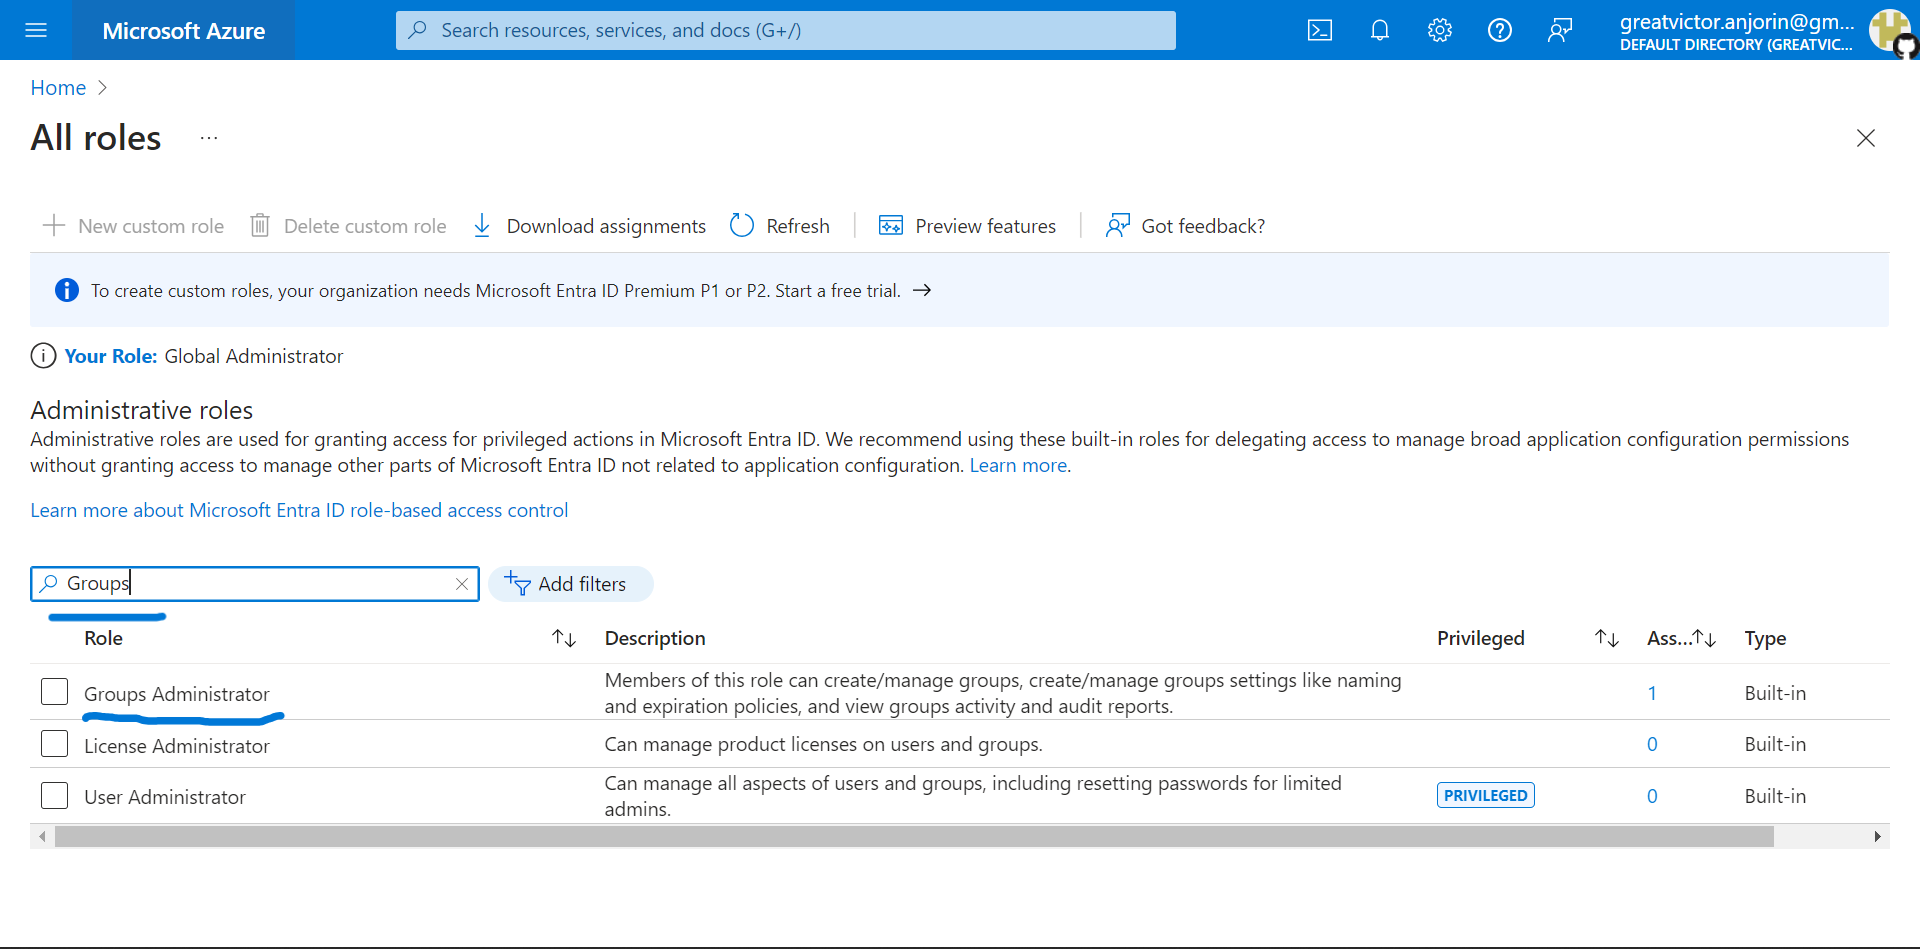 Microsoft Azure
Search resources, services, and docs (G+/)
greatvictor.anjorin@gm...
DEFAULT DIRECTORY (GREATVIC...
Home
All roles ...
New custom role Delete custom role Download assignments Refresh Preview features Got feedback?
To create custom roles, your organization needs Microsoft Entra ID Premium P1 or P2. Start a free trial.
Your Role: Global Administrator
Administrative roles
Administrative roles are used for granting access for privileged actions in Microsoft Entra ID. We recommend using these built-in roles for delegating access to manage broad application configuration permissions
without granting access to manage other parts of Microsoft Entra ID not related to application configuration. Learn more.
Learn more about Microsoft Entra ID role-based access control
Groups Add filters
Role Description Privileged Ass... Type
Groups Administrator Members of this role can create/manage groups, create/manage groups settings like naming
and expiration policies, and view groups activity and audit reports. 1 Built-in
License Administrator Can manage product licenses on users and groups. 0 Built-in
User Administrator Can manage all aspects of users and groups, including resetting passwords for limited
admins. PRIVILEGED 0 Built-in